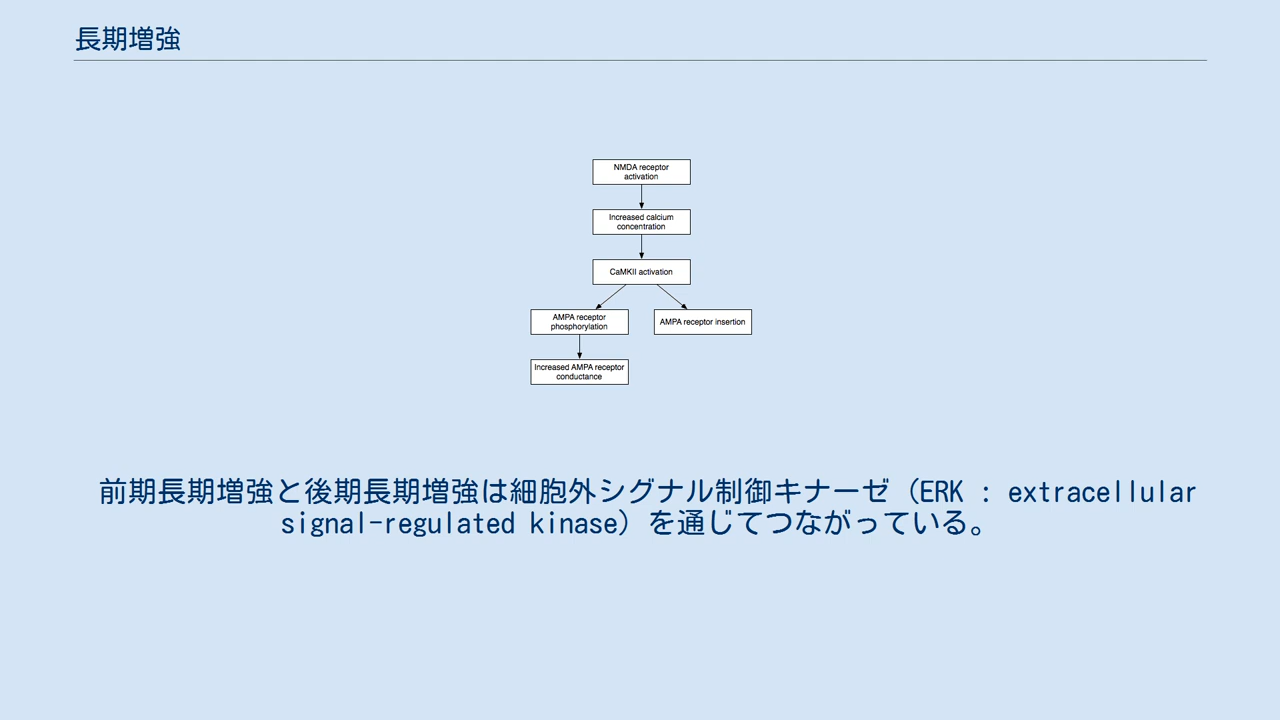 長期増強
NMDA receptor
activation
Increased calcium
concentration
CaMKII activation
AMPA receptor
phosphorylation
AMPA receptor insertion
Increased AMPA receptor
conductance
前期長期増強と後期長期増強は細胞外シグナル制御キナーゼ（ERK : extracellular
signal-regulated kinase）を通じてつながっている。